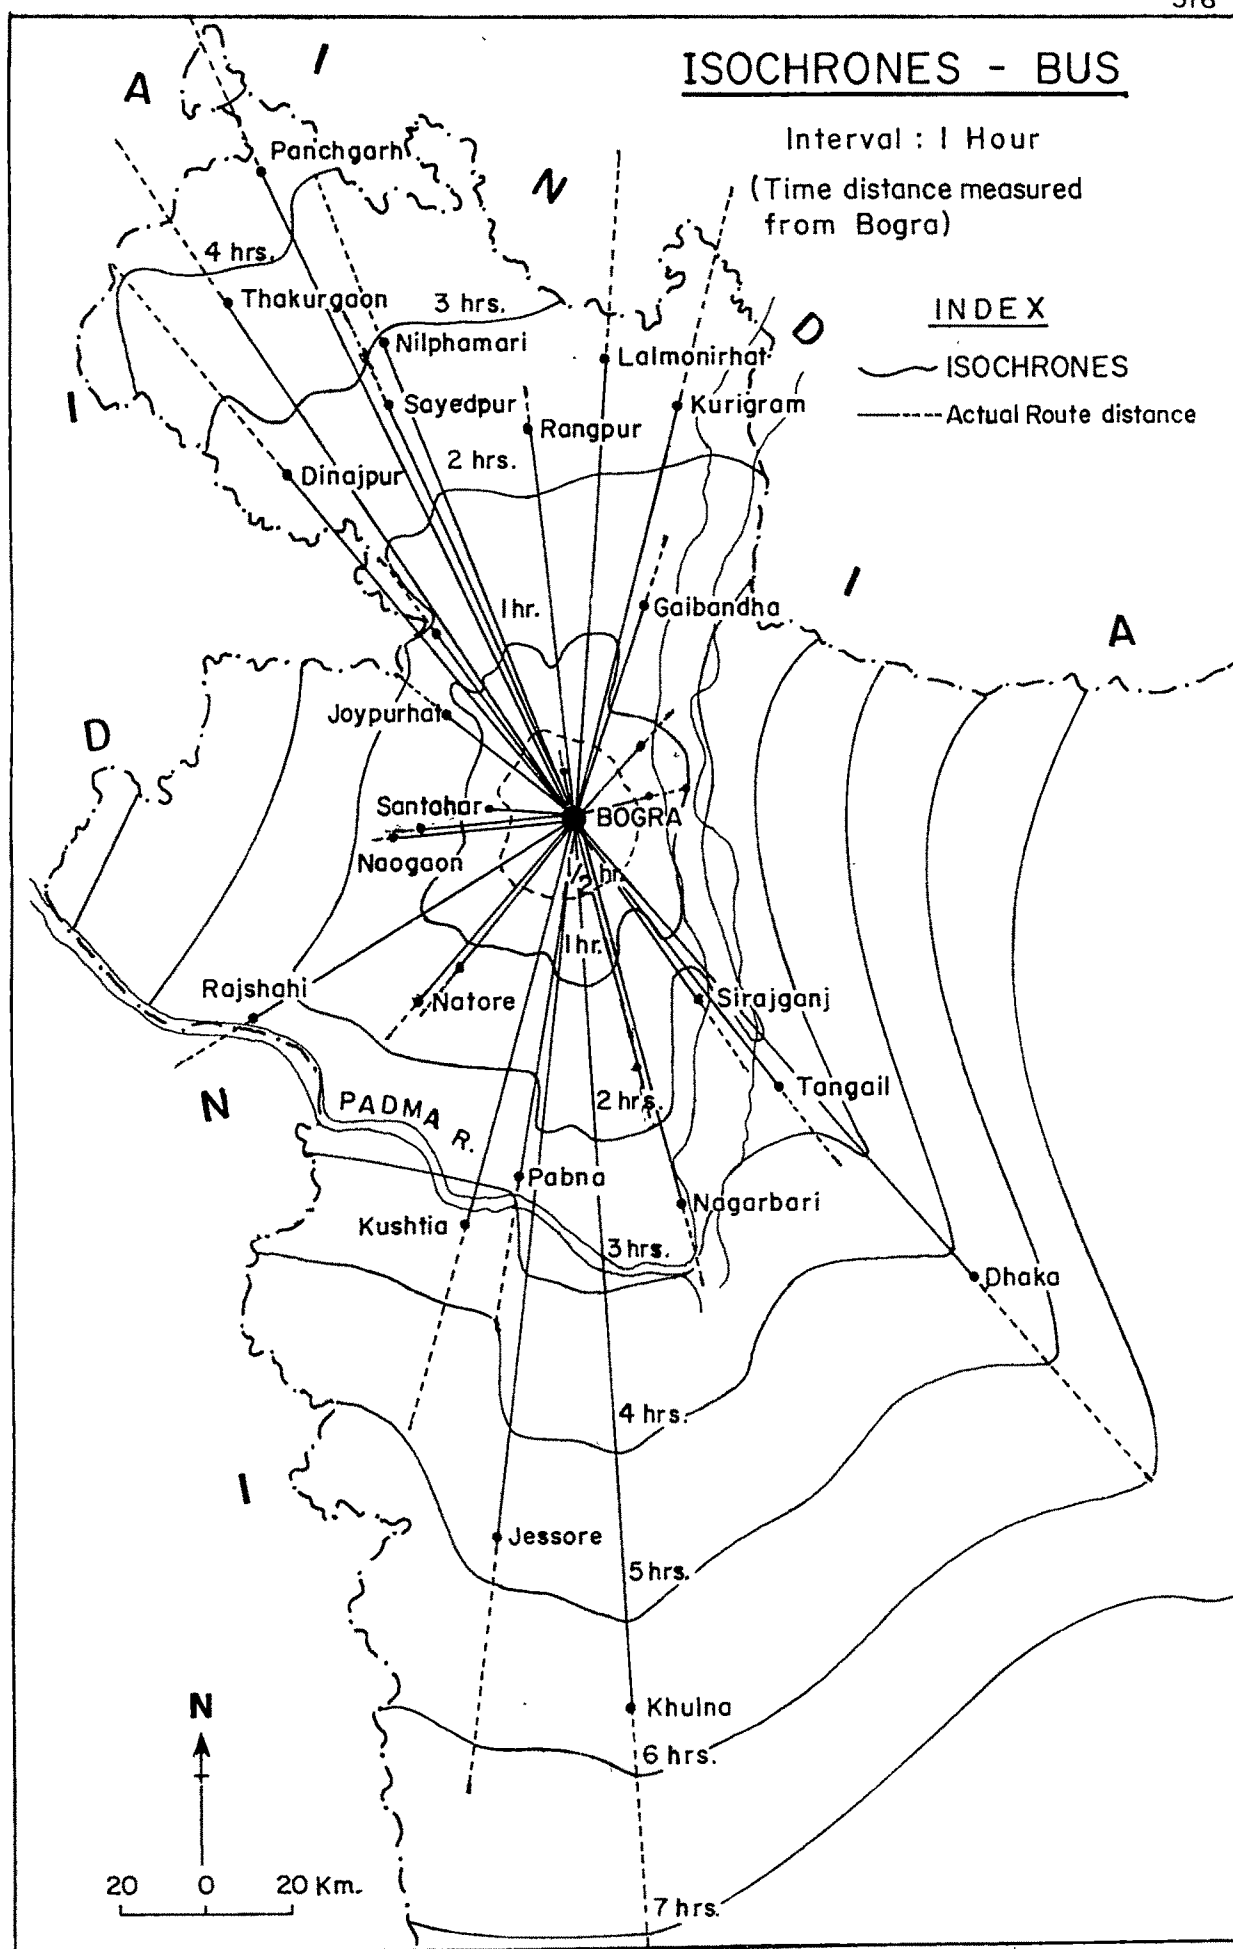 ISOCHRONES - BUS
Interval : 1 Hour
(Time distance measured
from Bogra)
INDEX
ISOCHRONES
Actual Route distance
I
A
N
D
I
I
A
Panchgarh
4 hrs.
Thakurgaon
3 hrs.
Nilphamari
Lalmonirhat
Sayedpur
Kurigram
Rangpur
2 hrs.
Dinajpur
1 hr.
Gaibandha
Joypurhat
D
Santahar
BOGRA
Naogaon
1/2 hr.
1 hr.
Rajshahi
Natore
Sirajganj
Tangail
2 hrs.
N
PADMA R.
Pabna
Nagarbari
Kushtia
3 hrs.
Dhaka
4 hrs.
I
Jessore
5 hrs.
Khulna
6 hrs.
N
20 0 20 Km.
7 hrs.